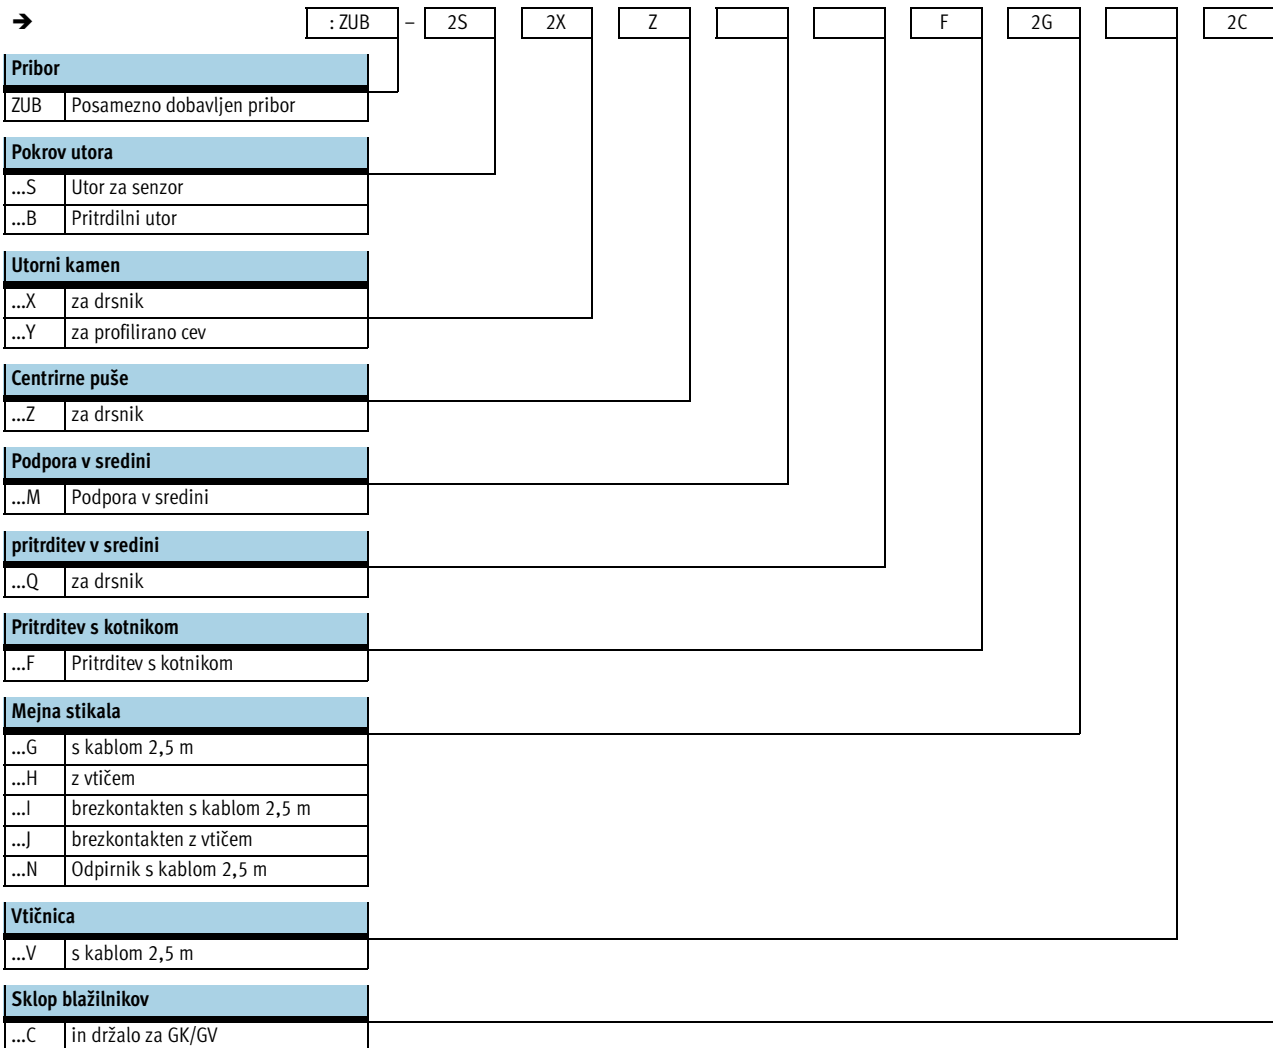 ➔ : ZUB – 2S 2X Z F 2G 2C
Pribor
ZUB Posamezno dobavljen pribor
Pokrov utora
...S Utor za senzor
...B Pritrdilni utor
Utorni kamen
...X za drsnik
...Y za profilirano cev
Centrirne puše
...Z za drsnik
Podpora v sredini
...M Podpora v sredini
pritrditev v sredini
...Q za drsnik
Pritrditev s kotnikom
...F Pritrditev s kotnikom
Mejna stikala
...G s kablom 2,5 m
...H z vtičem
...I brezkontakten s kablom 2,5 m
...J brezkontakten z vtičem
...N Odpirnik s kablom 2,5 m
Vtičnica
...V s kablom 2,5 m
Sklop blažilnikov
...C in držalo za GK/GV